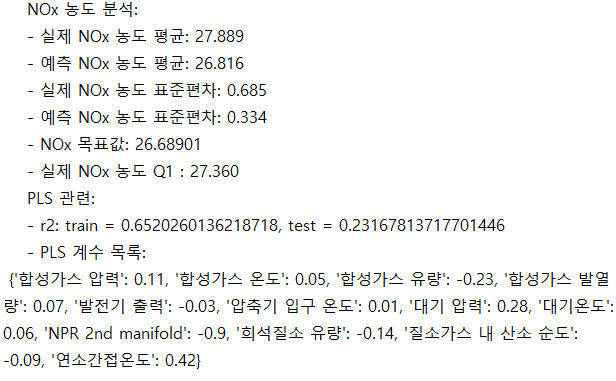 NOx 농도 분석:
- 실제 NOx 농도 평균: 27.889
- 예측 NOx 농도 평균: 26.816
- 실제 NOx 농도 표준편차: 0.685
- 예측 NOx 농도 표준편차: 0.334
- NOx 목표값: 26.68901
- 실제 NOx 농도 Q1 : 27.360
PLS 관련:
- r2: train = 0.6520260136218718, test = 0.23167813717701446
- PLS 계수 목록:
{'합성가스 압력': 0.11, '합성가스 온도': 0.05, '합성가스 유량': -0.23, '합성가스 발열
량': 0.07, '발전기 출력': -0.03, '압축기 입구 온도': 0.01, '대기 압력': 0.28, '대기온도':
0.06, 'NPR 2nd manifold': -0.9, '희석질소 유량': -0.14, '질소가스 내 산소 순도':
-0.09, '연소간접온도': 0.42}